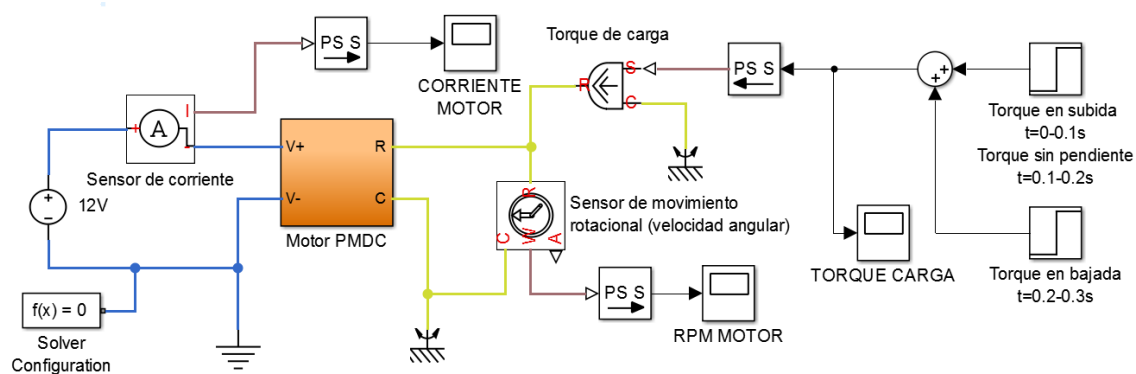 PS S
CORRIENTE
MOTOR
Torque de carga
S
R
C
PS S
+
+
Torque en subida
t=0-0.1s
Torque sin pendiente
t=0.1-0.2s
I
+
A
-
Sensor de corriente
12V
V+
R
V-
C
Motor PMDC
R
C
W
A
Sensor de movimiento
rotacional (velocidad angular)
TORQUE CARGA
Torque en bajada
t=0.2-0.3s
PS S
RPM MOTOR
f(x) = 0
Solver
Configuration